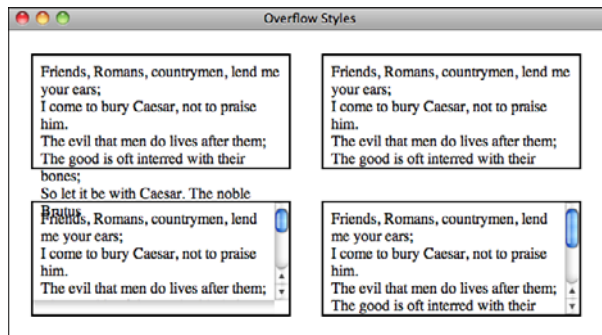 Overflow Styles
Friends, Romans, countrymen, lend me
your ears;
I come to bury Caesar, not to praise
him.
The evil that men do lives after them;
The good is oft interred with their
bones;
So let it be with Caesar. The noble
Brutus
Friends, Romans, countrymen, lend me
your ears;
I come to bury Caesar, not to praise
him.
The evil that men do lives after them;
The good is oft interred with their
Friends, Romans, countrymen, lend
me your ears;
I come to bury Caesar, not to praise
him.
The evil that men do lives after them;
Friends, Romans, countrymen, lend
me your ears;
I come to bury Caesar, not to praise
him.
The evil that men do lives after them;
The good is oft interred with their